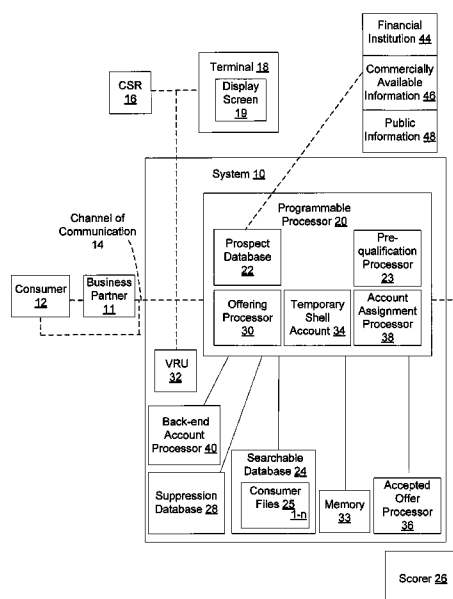 Financial
Institution 44
Commercially
Available
Information 46
Public
Information 48
Terminal 18
Display
Screen
19
CSR
16
System 10
Programmable
Processor 20
Channel of
Communication
14
Prospect
Database
22
Pre-
qualification
Processor
23
Consumer
12
Business
Partner
11
Offering
Processor
30
Temporary
Shell
Account 34
Account
Assignment
Processor
38
VRU
32
Back-end
Account
Processor
40
Searchable
Database 24
Consumer
Files 25
1-n
Suppression
Database 28
Memory
33
Accepted
Offer
Processor
36
Scorer 26